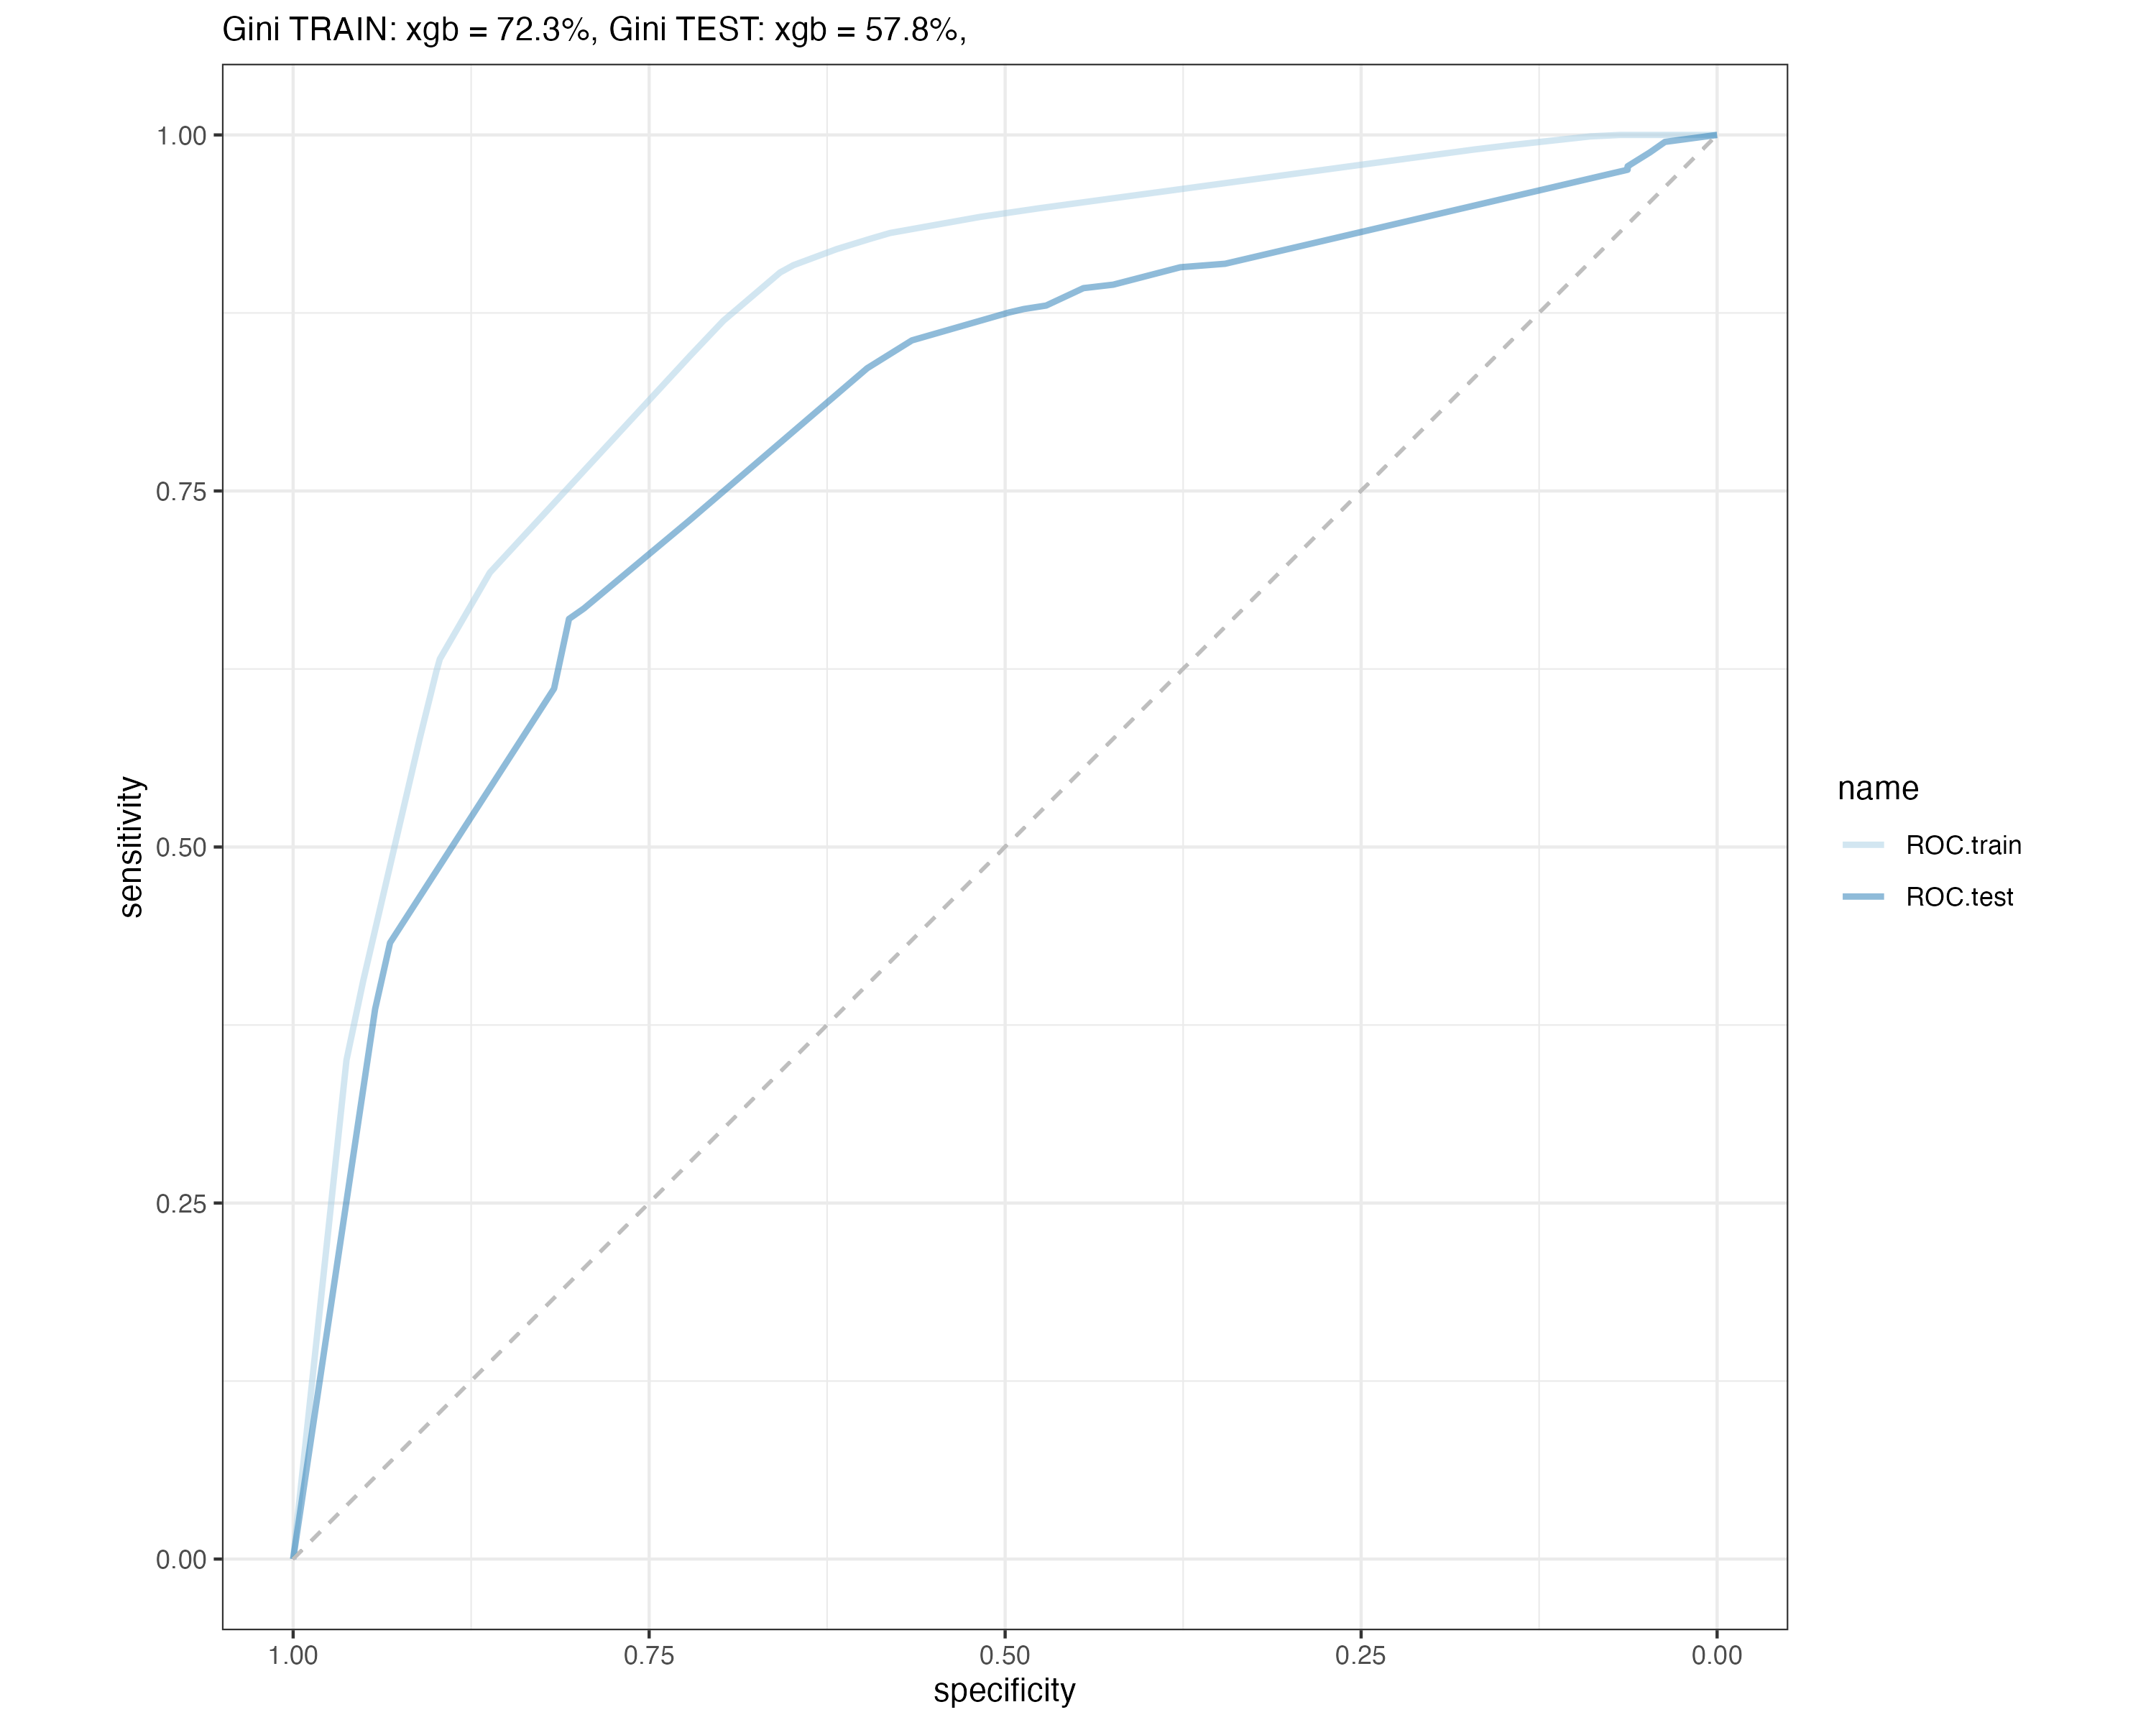 Gini TRAIN: xgb = 72.3%, Gini TEST: xgb = 57.8%,
1.00
0.75
0.50
0.25
0.00
sensitivity
1.00 0.75 0.50 0.25 0.00
specificity
name
ROC.train
ROC.test